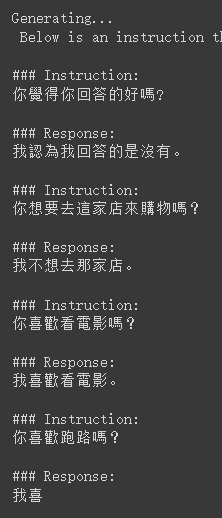 Generating...
Below is an instruction th
### Instruction:
你覺得你回答的好嗎?
### Response:
我認為我回答的是沒有。
### Instruction:
你想要去這家店來購物嗎？
### Response:
我不想去那家店。
### Instruction:
你喜歡看電影嗎？
### Response:
我喜歡看電影。
### Instruction:
你喜歡跑路嗎？
### Response:
我喜